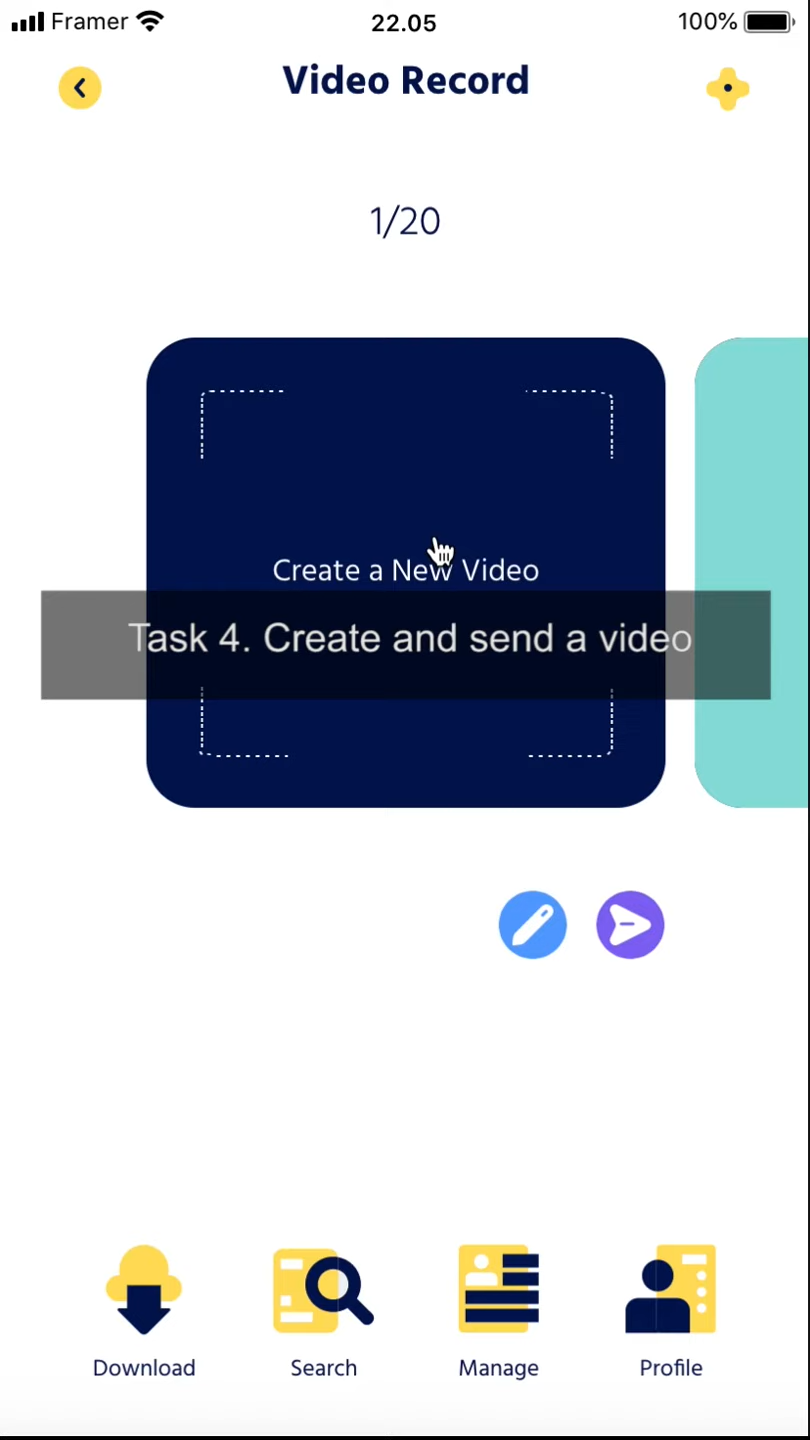 Framer 22.05 100%
Video Record
1/20
Create a New Video
Task 4. Create and send a video
Download Search Manage Profile